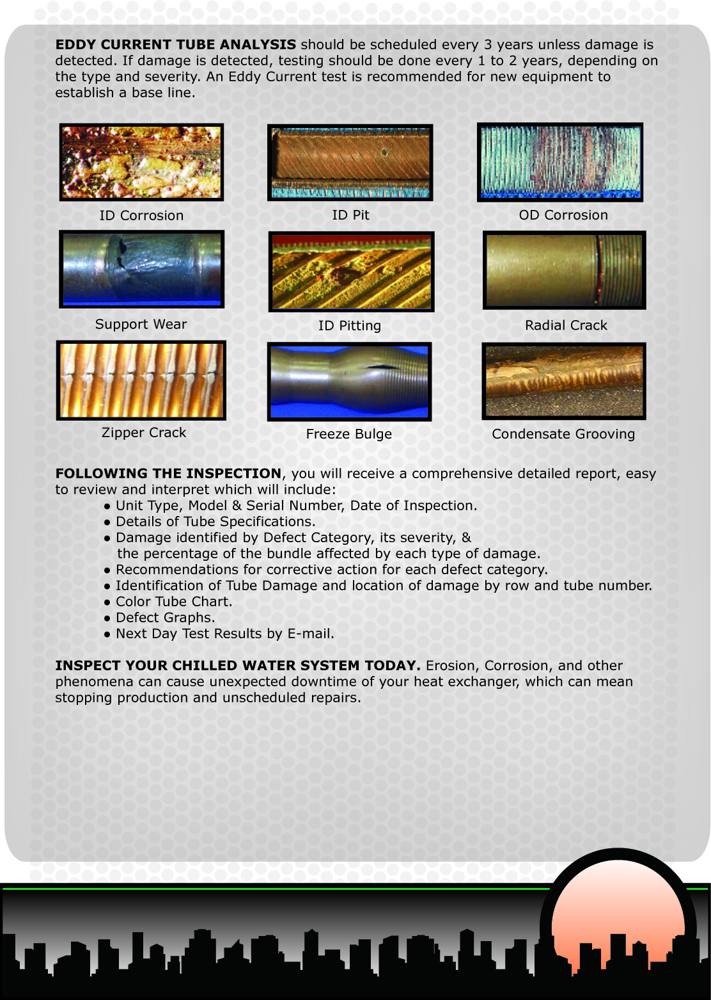 EDDY CURRENT TUBE ANALYSIS should be scheduled every 3 years unless damage is
detected. If damage is detected, testing should be done every 1 to 2 years, depending on
the type and severity. An Eddy Current test is recommended for new equipment to
establish a base line.
ID Corrosion
ID Pit
OD Corrosion
Support Wear
ID Pitting
Radial Crack
Zipper Crack
Freeze Bulge
Condensate Grooving
FOLLOWING THE INSPECTION, you will receive a comprehensive detailed report, easy
to review and interpret which will include:
● Unit Type, Model & Serial Number, Date of Inspection.
● Details of Tube Specifications.
● Damage identified by Defect Category, its severity, &
the percentage of the bundle affected by each type of damage.
● Recommendations for corrective action for each defect category.
● Identification of Tube Damage and location of damage by row and tube number.
● Color Tube Chart.
● Defect Graphs.
● Next Day Test Results by E-mail.
INSPECT YOUR CHILLED WATER SYSTEM TODAY. Erosion, Corrosion, and other
phenomena can cause unexpected downtime of your heat exchanger, which can mean
stopping production and unscheduled repairs.